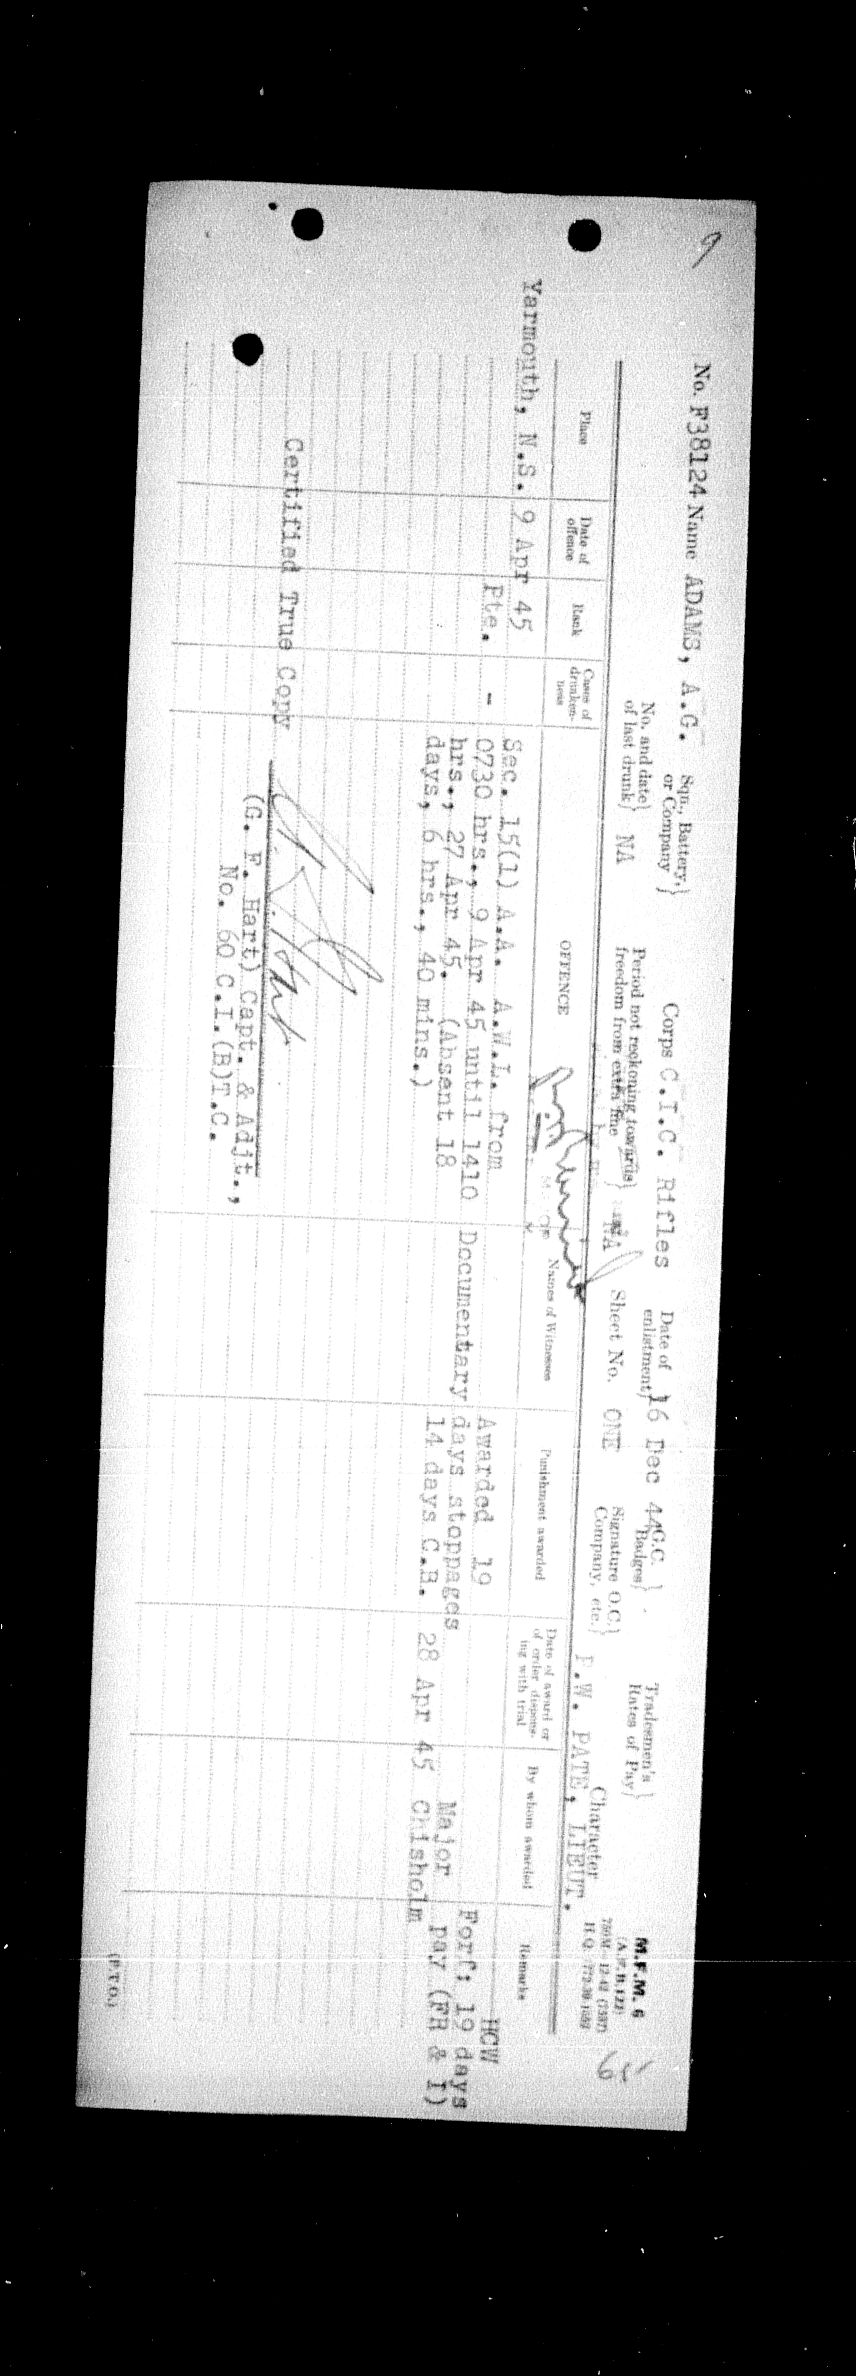 9
No. F38124 Name ADAMS, A.G. Sqn., Battery, or Company} Corps C.I.C. Rifles Date of enlistment} 16 Dec 44 G.C. Badges} Tradesmen's Rates of Pay} M.F.M. 6
No. and date of last drunk} NA Period not reckoning towards freedom from extra fine} NA Sheet No. ONE Signature O.C. Company, etc.} F.W. PATE, LIEUT. Character
Place Date of offence Rank Cases of drunkenness OFFENCE Names of Witnesses Punishment awarded Date of award or of order dispensing with trial By whom awarded Remarks
Yarmouth, N.S. 9 Apr 45
Pte. - Sec. 15(1) A.A. A.W.L. from
0730 hrs., 9 Apr 45 until 1410 Awarded 19 HCW
hrs., 27 Apr 45. (Absent 18 Documentary days stoppages Major Forf: 19 days
days, 6 hrs., 40 mins.) 14 days C.B. 28 Apr 45 Chisholm pay (FR & I)
Certified True Copy
(G. F. Hart) Capt. & Adjt.,
No. 60 C.I.(B)T.C.
(P.T.O.)